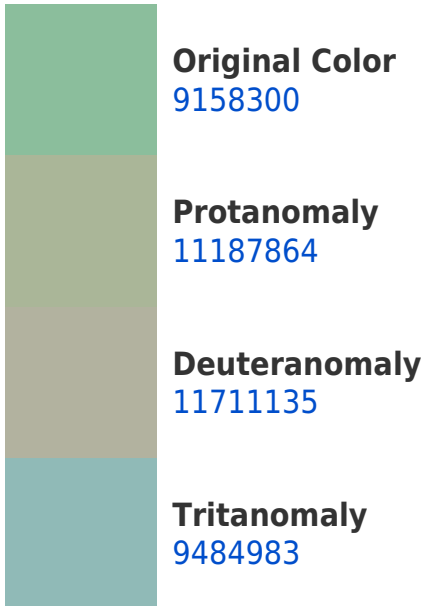 Original Color
9158300
Protanomaly
11187864
Deuteranomaly
11711135
Tritanomaly
9484983